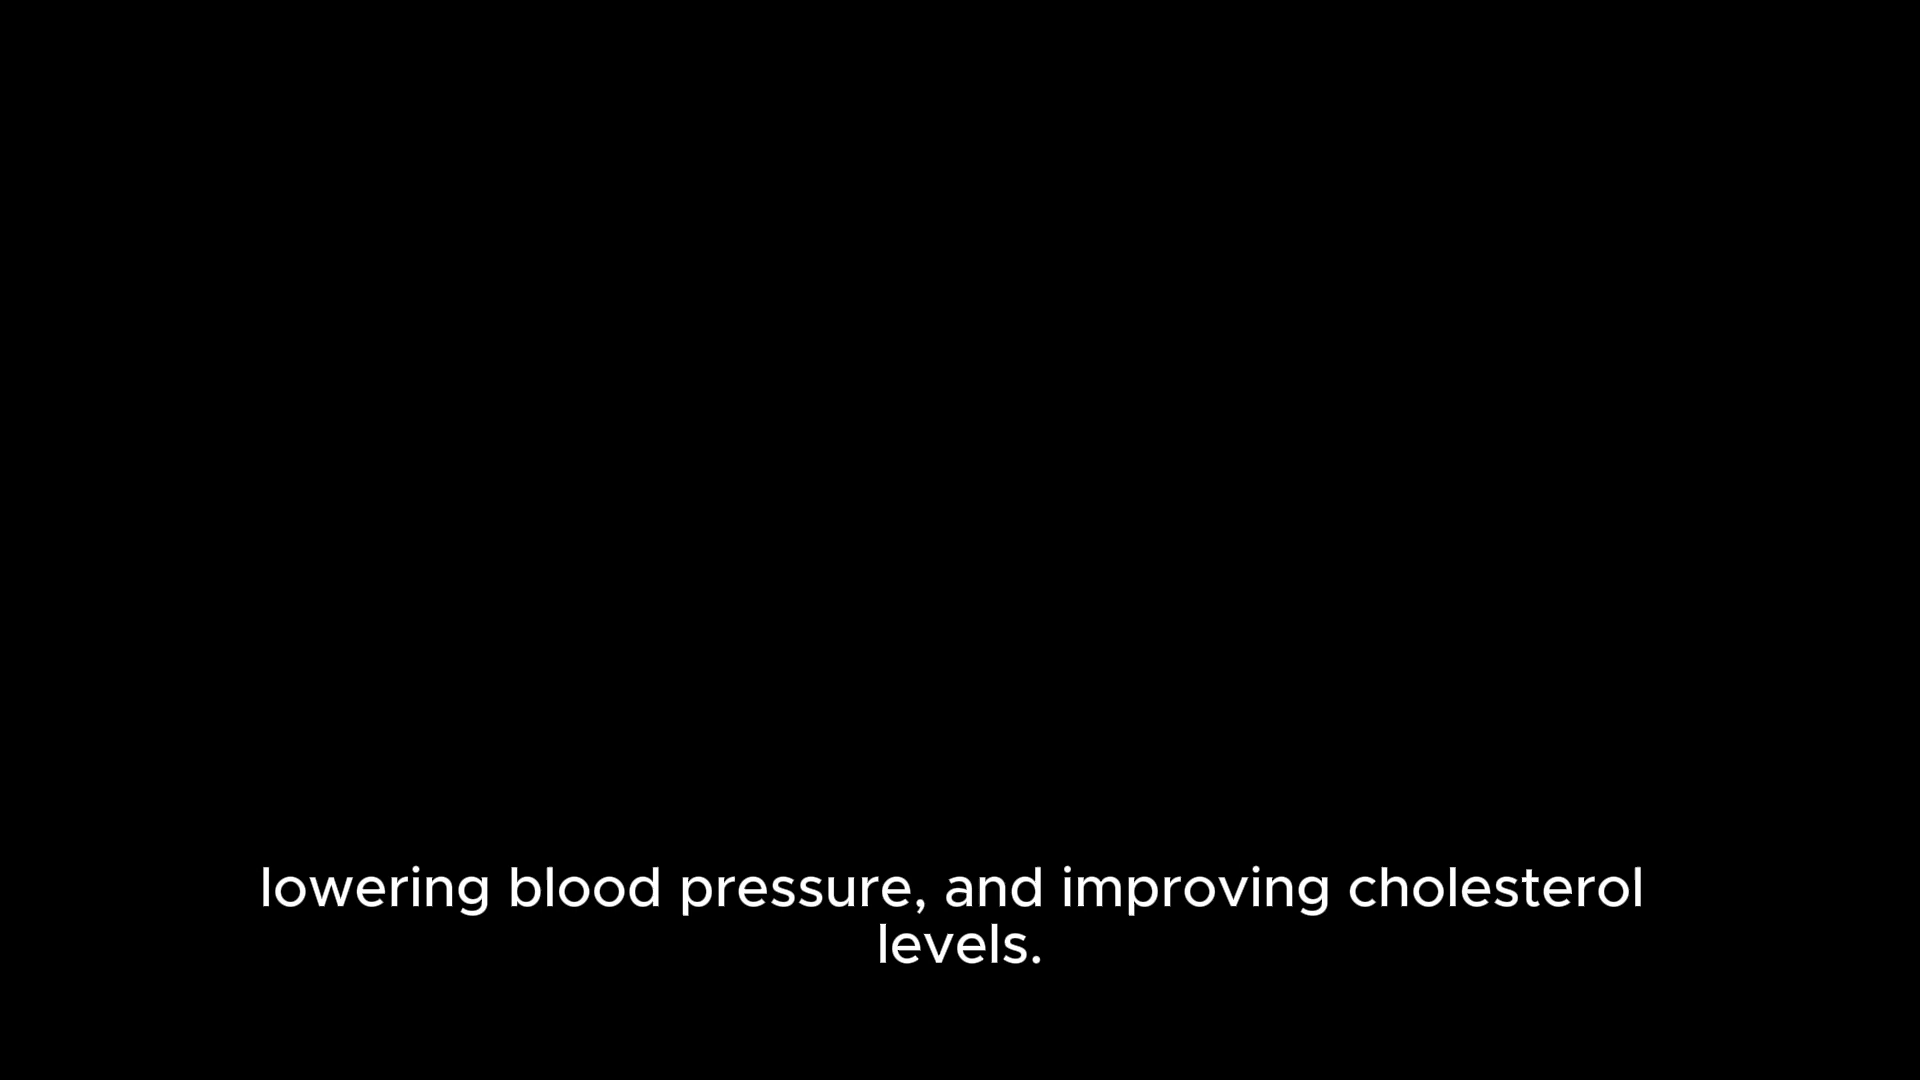 lowering blood pressure, and improving cholesterol
levels.